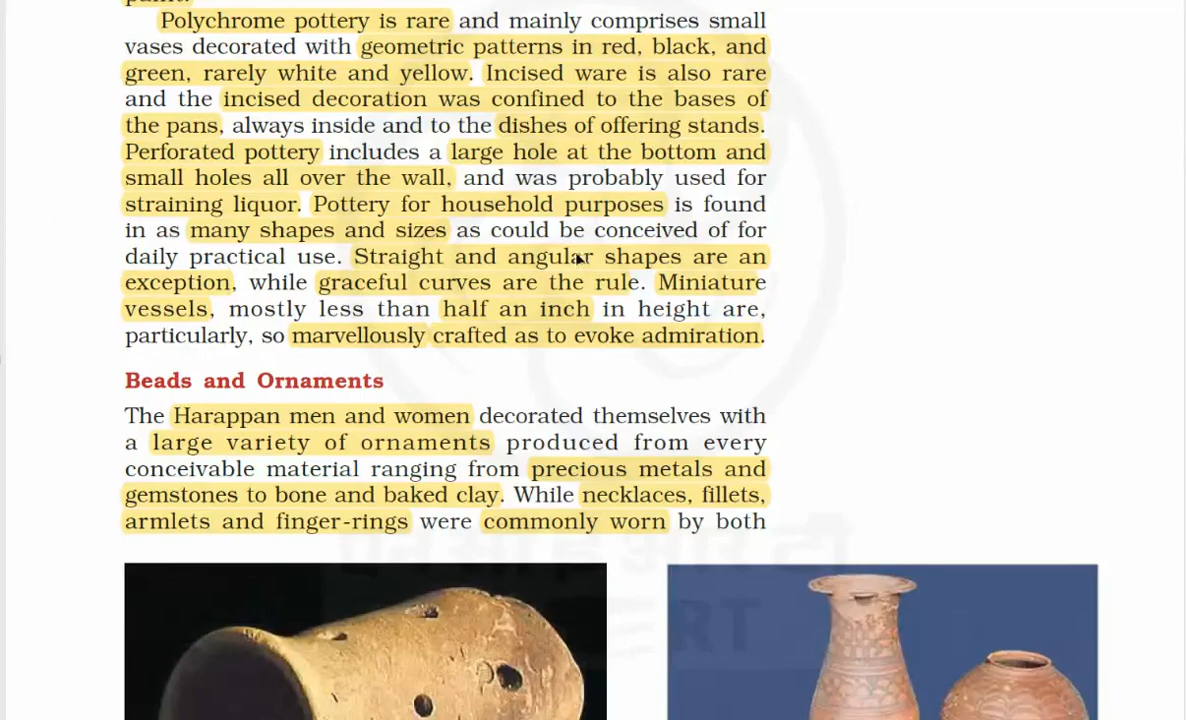 Polychrome pottery is rare and mainly comprises small
vases decorated with geometric patterns in red, black, and
green, rarely white and yellow. Incised ware is also rare
and the incised decoration was confined to the bases of
the pans, always inside and to the dishes of offering stands.
Perforated pottery includes a large hole at the bottom and
small holes all over the wall, and was probably used for
straining liquor. Pottery for household purposes is found
in as many shapes and sizes as could be conceived of for
daily practical use. Straight and angular shapes are an
exception, while graceful curves are the rule. Miniature
vessels, mostly less than half an inch in height are,
particularly, so marvellously crafted as to evoke admiration.
Beads and Ornaments
The Harappan men and women decorated themselves with
a large variety of ornaments produced from every
conceivable material ranging from precious metals and
gemstones to bone and baked clay. While necklaces, fillets,
armlets and finger-rings were commonly worn by both